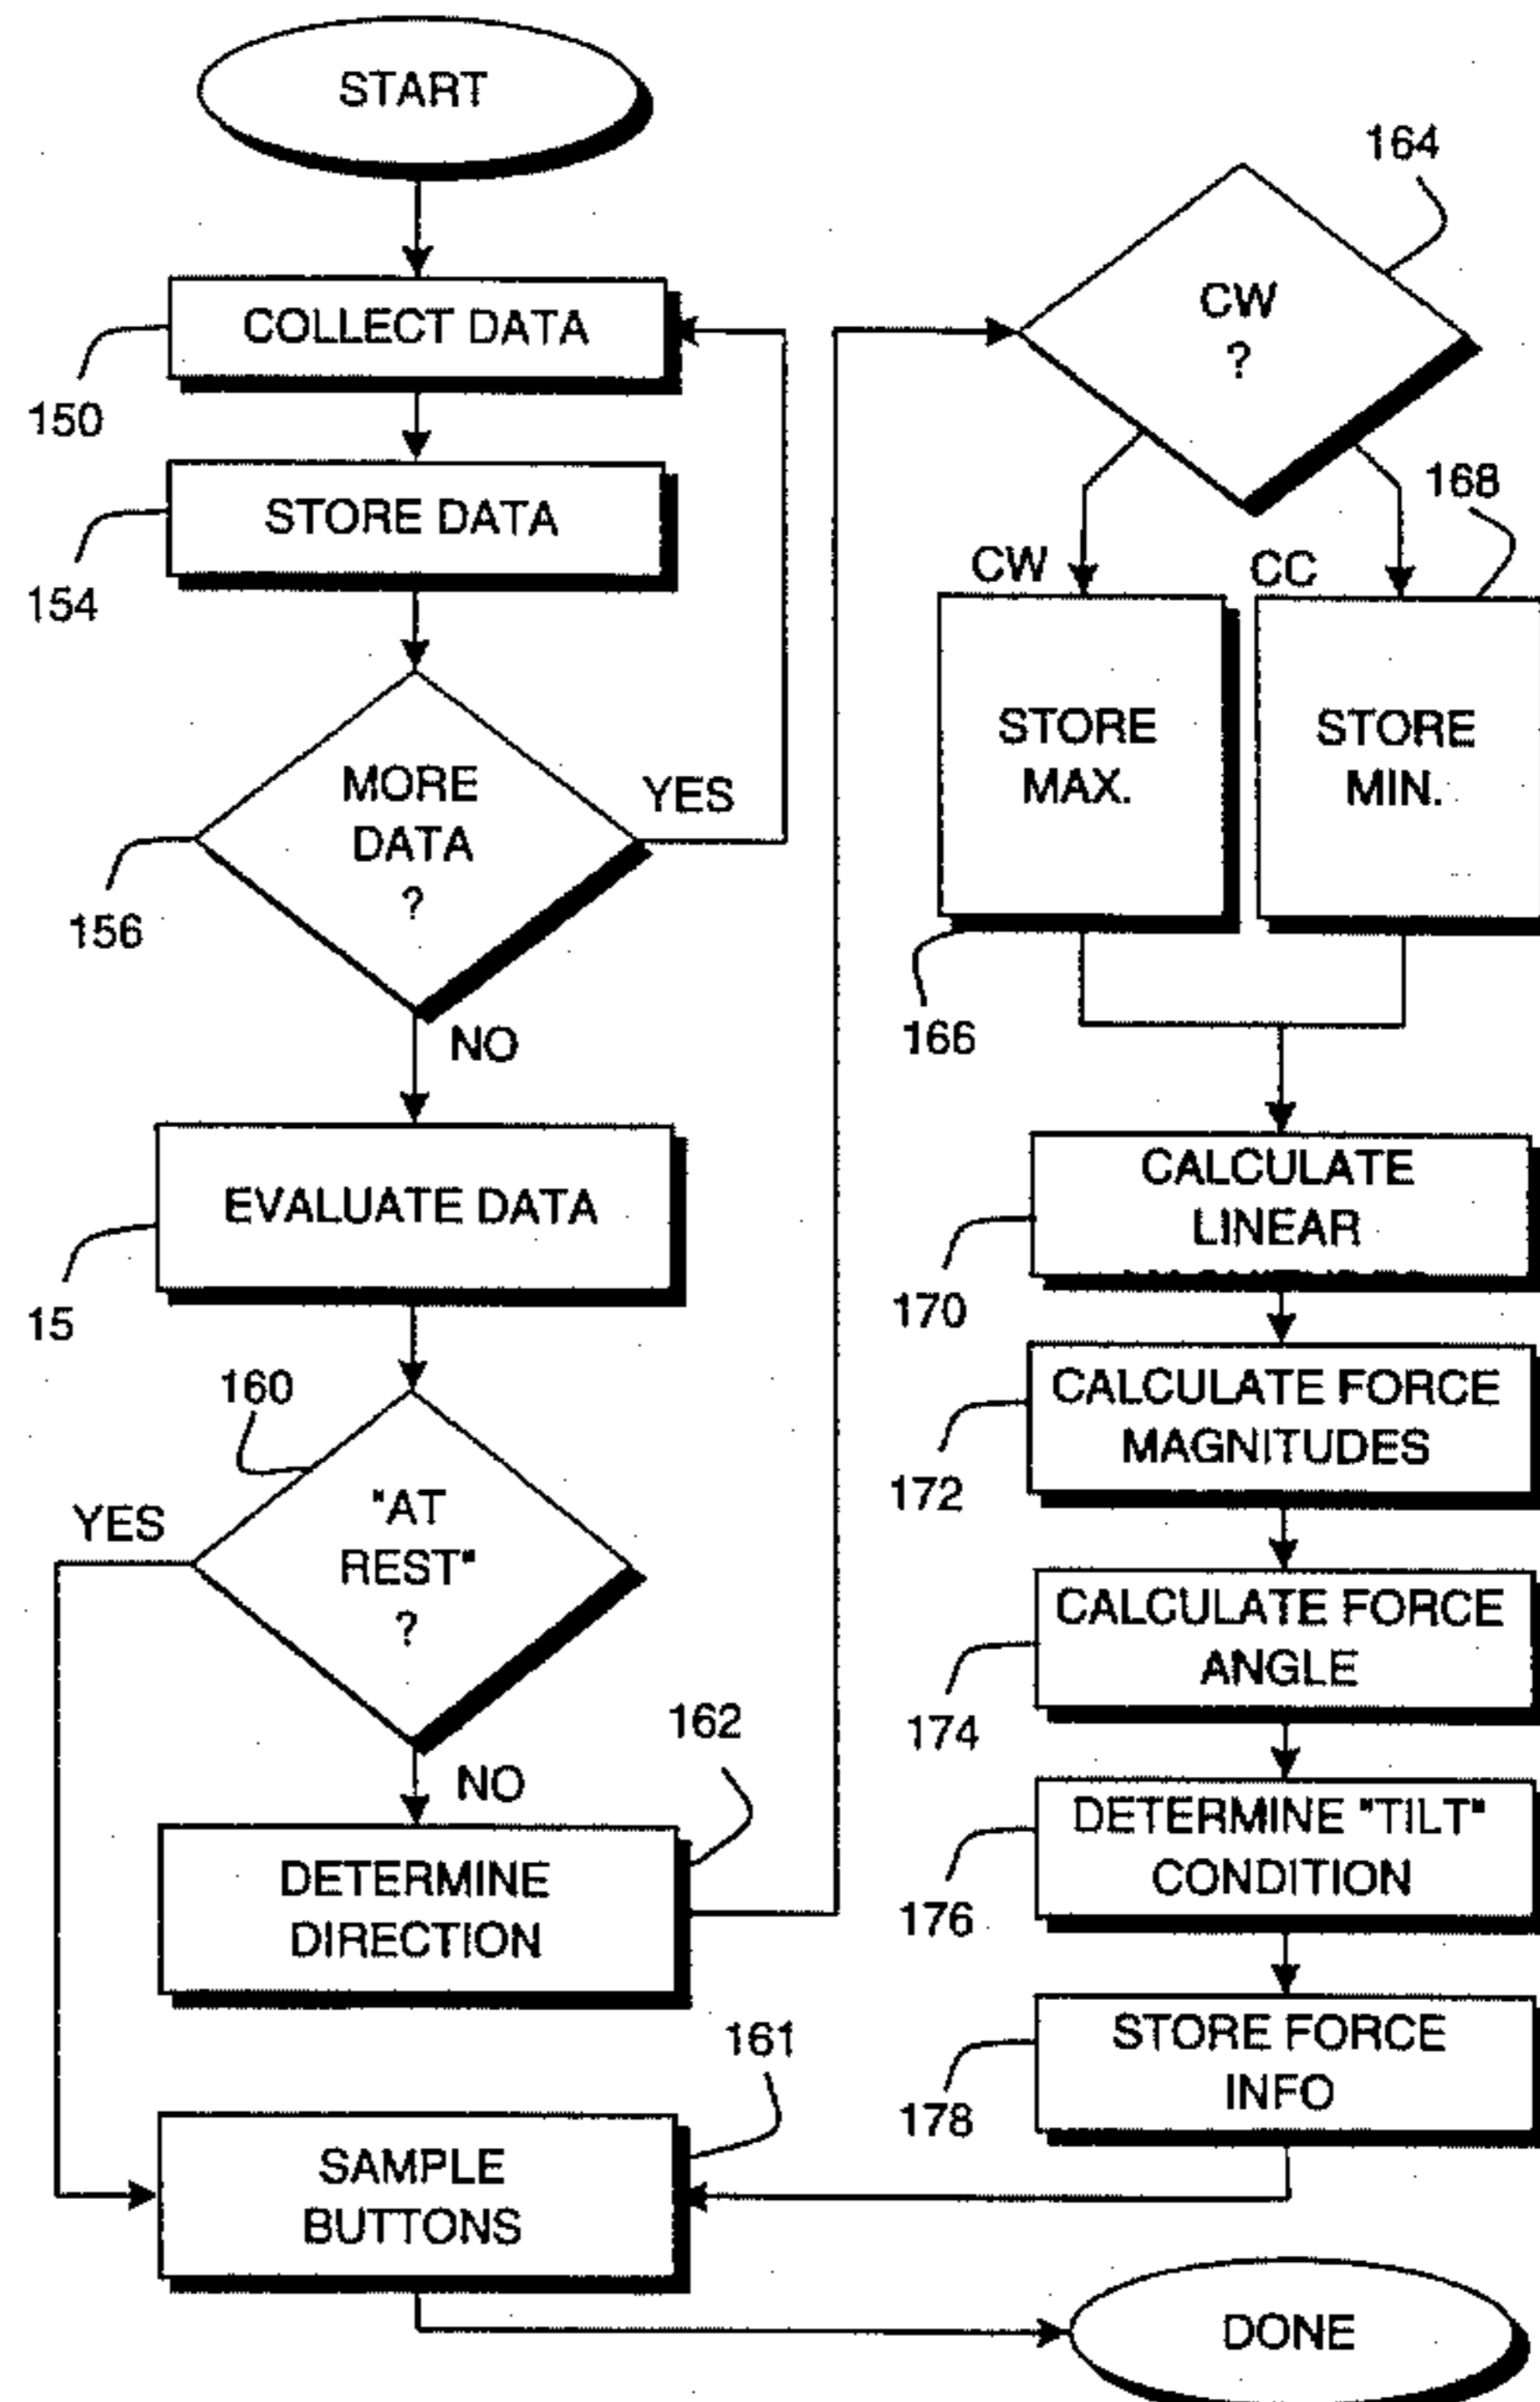 START
COLLECT DATA
150
STORE DATA
154
MORE
DATA
?
YES
156
NO
EVALUATE DATA
15
160
"AT
REST"
?
YES
NO
162
DETERMINE
DIRECTION
161
SAMPLE
BUTTONS
164
CW
?
CW
CC
168
STORE
MAX.
STORE
MIN.
166
CALCULATE
LINEAR
170
CALCULATE FORCE
MAGNITUDES
172
CALCULATE FORCE
ANGLE
174
DETERMINE "TILT"
CONDITION
176
STORE FORCE
INFO
178
DONE